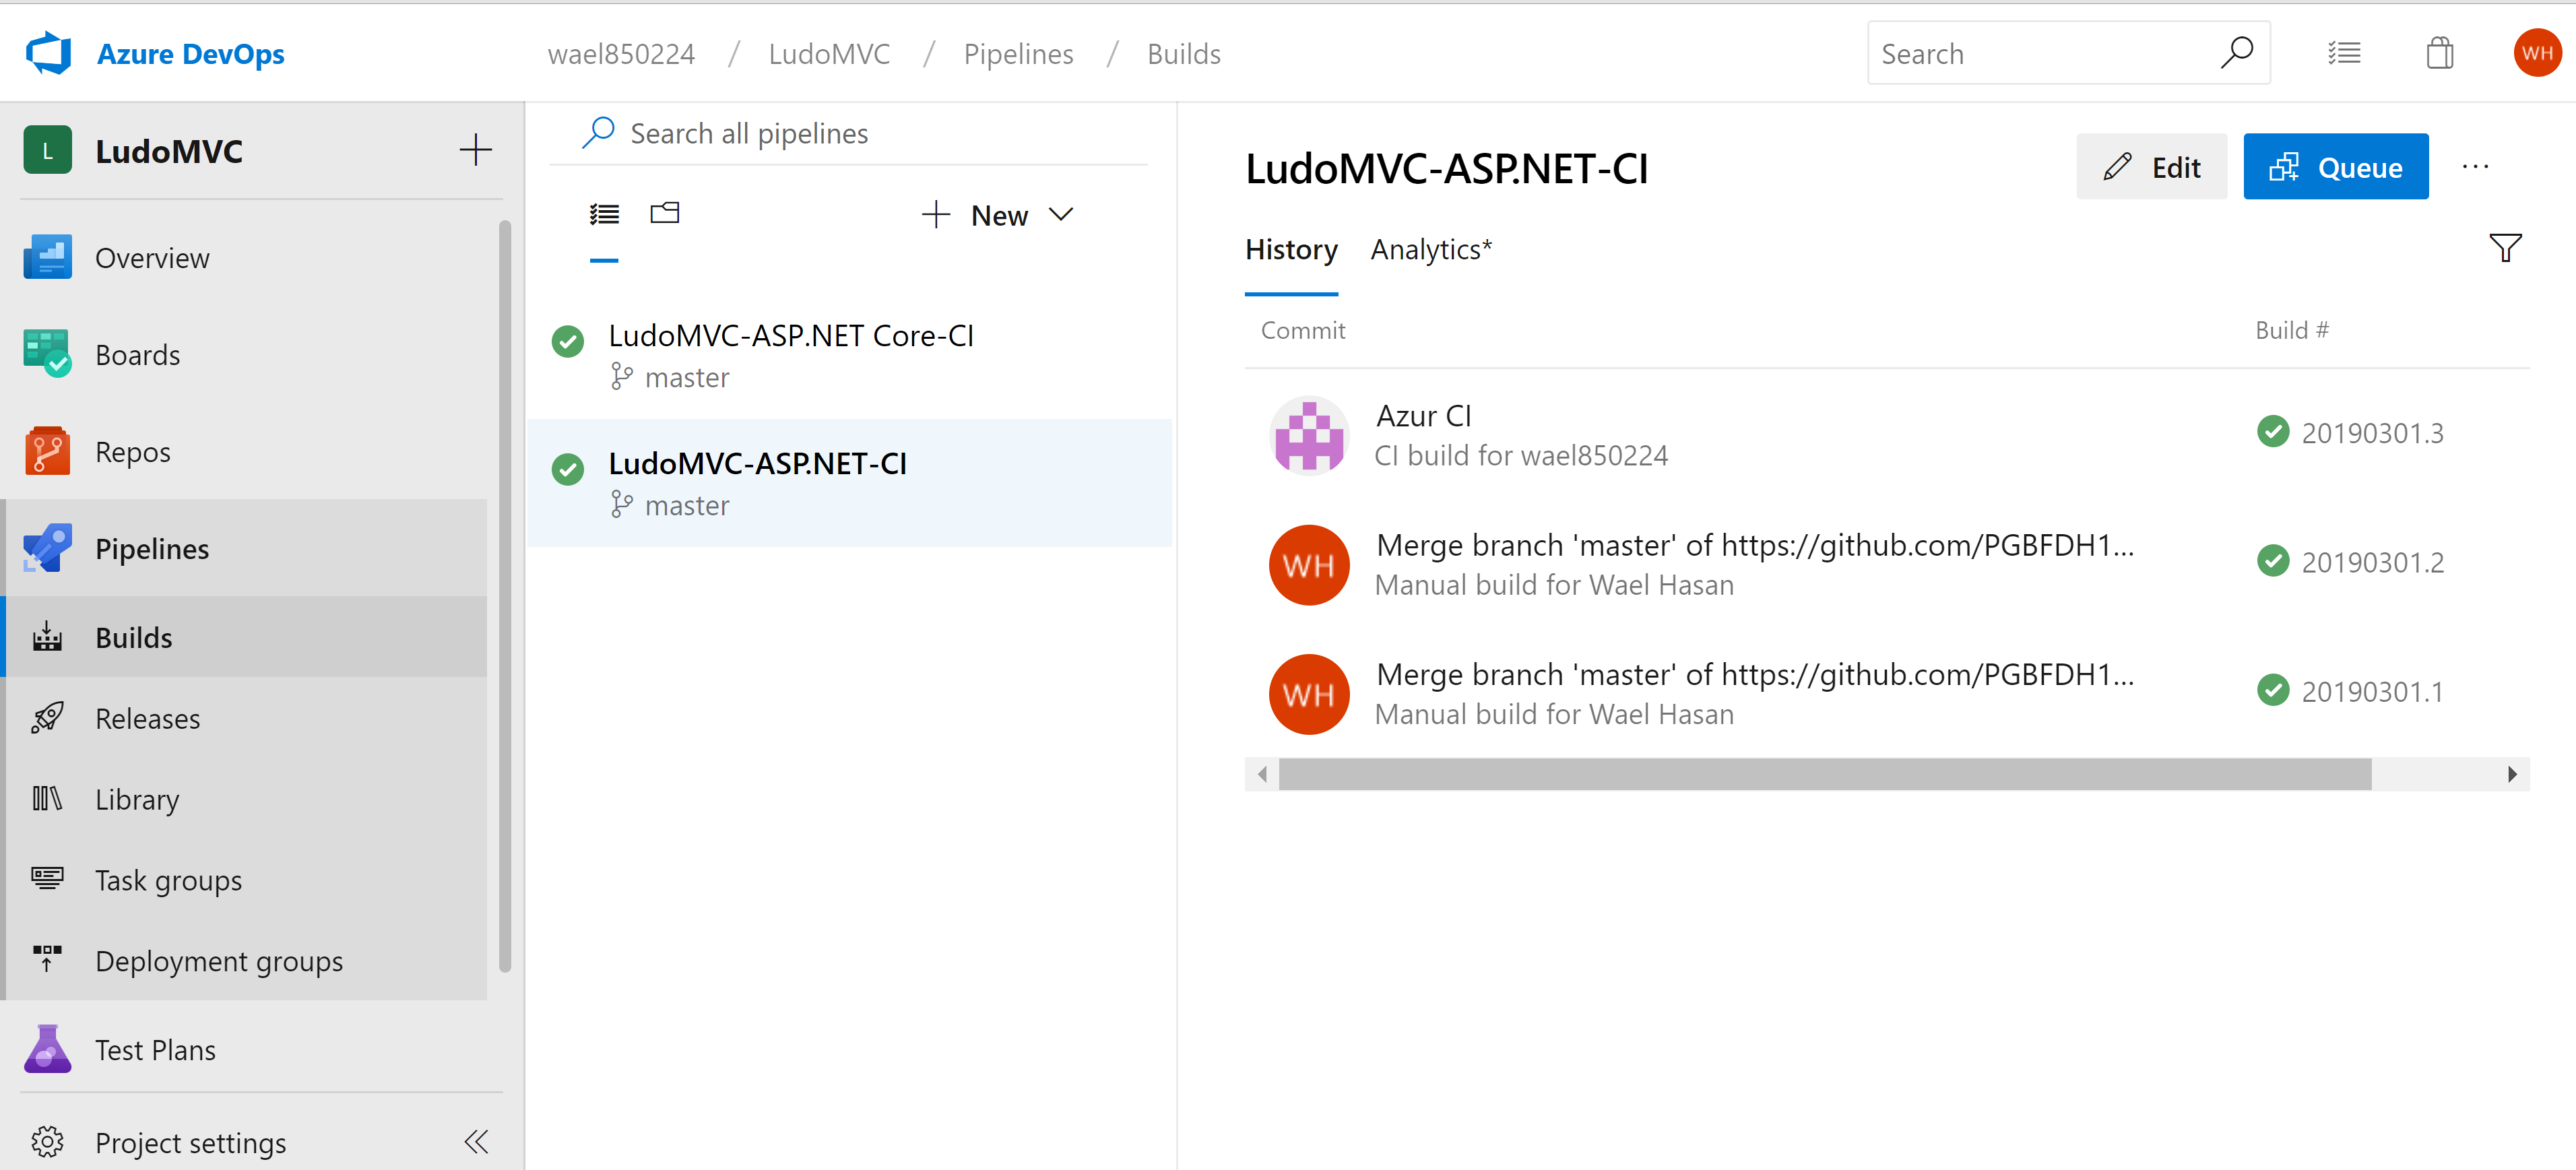 Azure DevOps
wael850224 / LudoMVC / Pipelines / Builds
Search
WH
L
LudoMVC
Overview
Boards
Repos
Pipelines
Builds
Releases
Library
Task groups
Deployment groups
Test Plans
Project settings
Search all pipelines
New
LudoMVC-ASP.NET Core-CI
master
LudoMVC-ASP.NET-CI
master
LudoMVC-ASP.NET-CI
Edit
Queue
...
History Analytics*
Commit Build #
Azur CI
CI build for wael850224
20190301.3
WH
Merge branch 'master' of https://github.com/PGBFDH1...
Manual build for Wael Hasan
20190301.2
WH
Merge branch 'master' of https://github.com/PGBFDH1...
Manual build for Wael Hasan
20190301.1